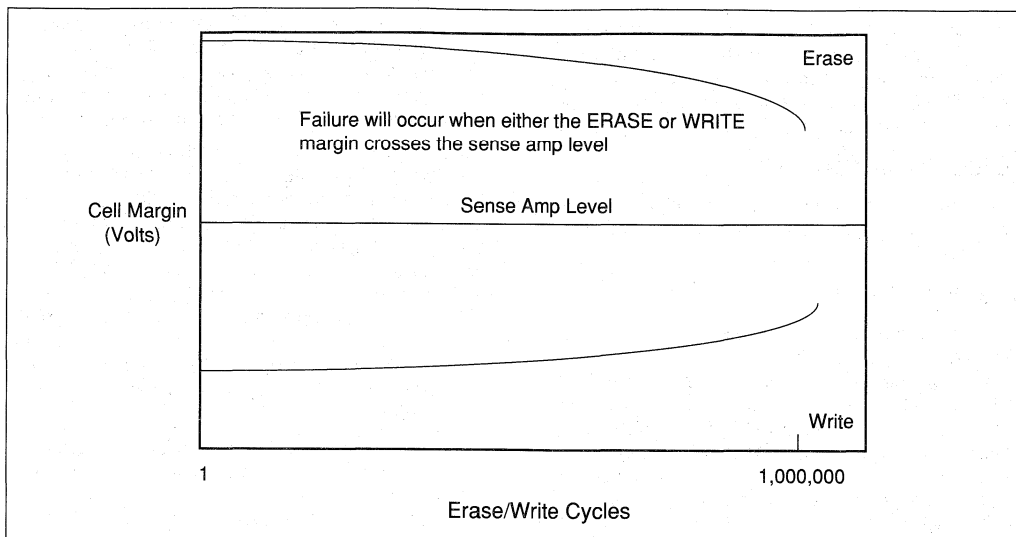 Erase
Failure will occur when either the ERASE or WRITE
margin crosses the sense amp level
Sense Amp Level
Cell Margin
(Volts)
Write
1
1,000,000
Erase/Write Cycles